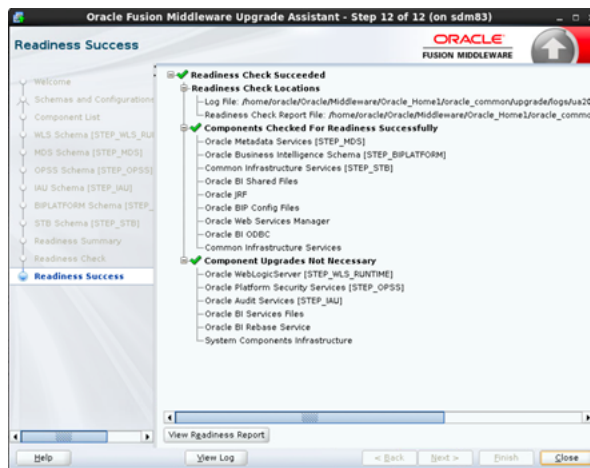 Oracle Fusion Middleware Upgrade Assistant - Step 12 of 12 (on sdm83)
Readiness Success
ORACLE
FUSION MIDDLEWARE
Welcome
Schemas and Configurations
Component List
WLS Schema [STEP_WLS_RU
MDS Schema [STEP_MDS]
OPSS Schema [STEP_OPSS]
IAU Schema [STEP_IAU]
BIPLATFORM Schema [STEP_
STB Schema [STEP_STB]
Readiness Summary
Readiness Check
Readiness Success
Readiness Check Succeeded
Readiness Check Locations
Log File: /home/oracle/Oracle/Middleware/Oracle_Home1/oracle_common/upgrade/logs/ua20
Readiness Check Report File: /home/oracle/Oracle/Middleware/Oracle_Home1/oracle_commo
Components Checked For Readiness Successfully
Oracle Metadata Services [STEP_MDS]
Oracle Business Intelligence Schema [STEP_BIPLATFORM]
Common Infrastructure Services [STEP_STB]
Oracle BI Shared Files
Oracle JRF
Oracle BIP Config Files
Oracle Web Services Manager
Oracle BI ODBC
Common Infrastructure Services
Component Upgrades Not Necessary
Oracle WebLogicServer [STEP_WLS_RUNTIME]
Oracle Platform Security Services [STEP_OPSS]
Oracle Audit Services [STEP_IAU]
Oracle BI Services Files
Oracle BI Rebase Service
System Components Infrastructure
View Readiness Report
Help
View Log
< Back
Next >
Finish
Close